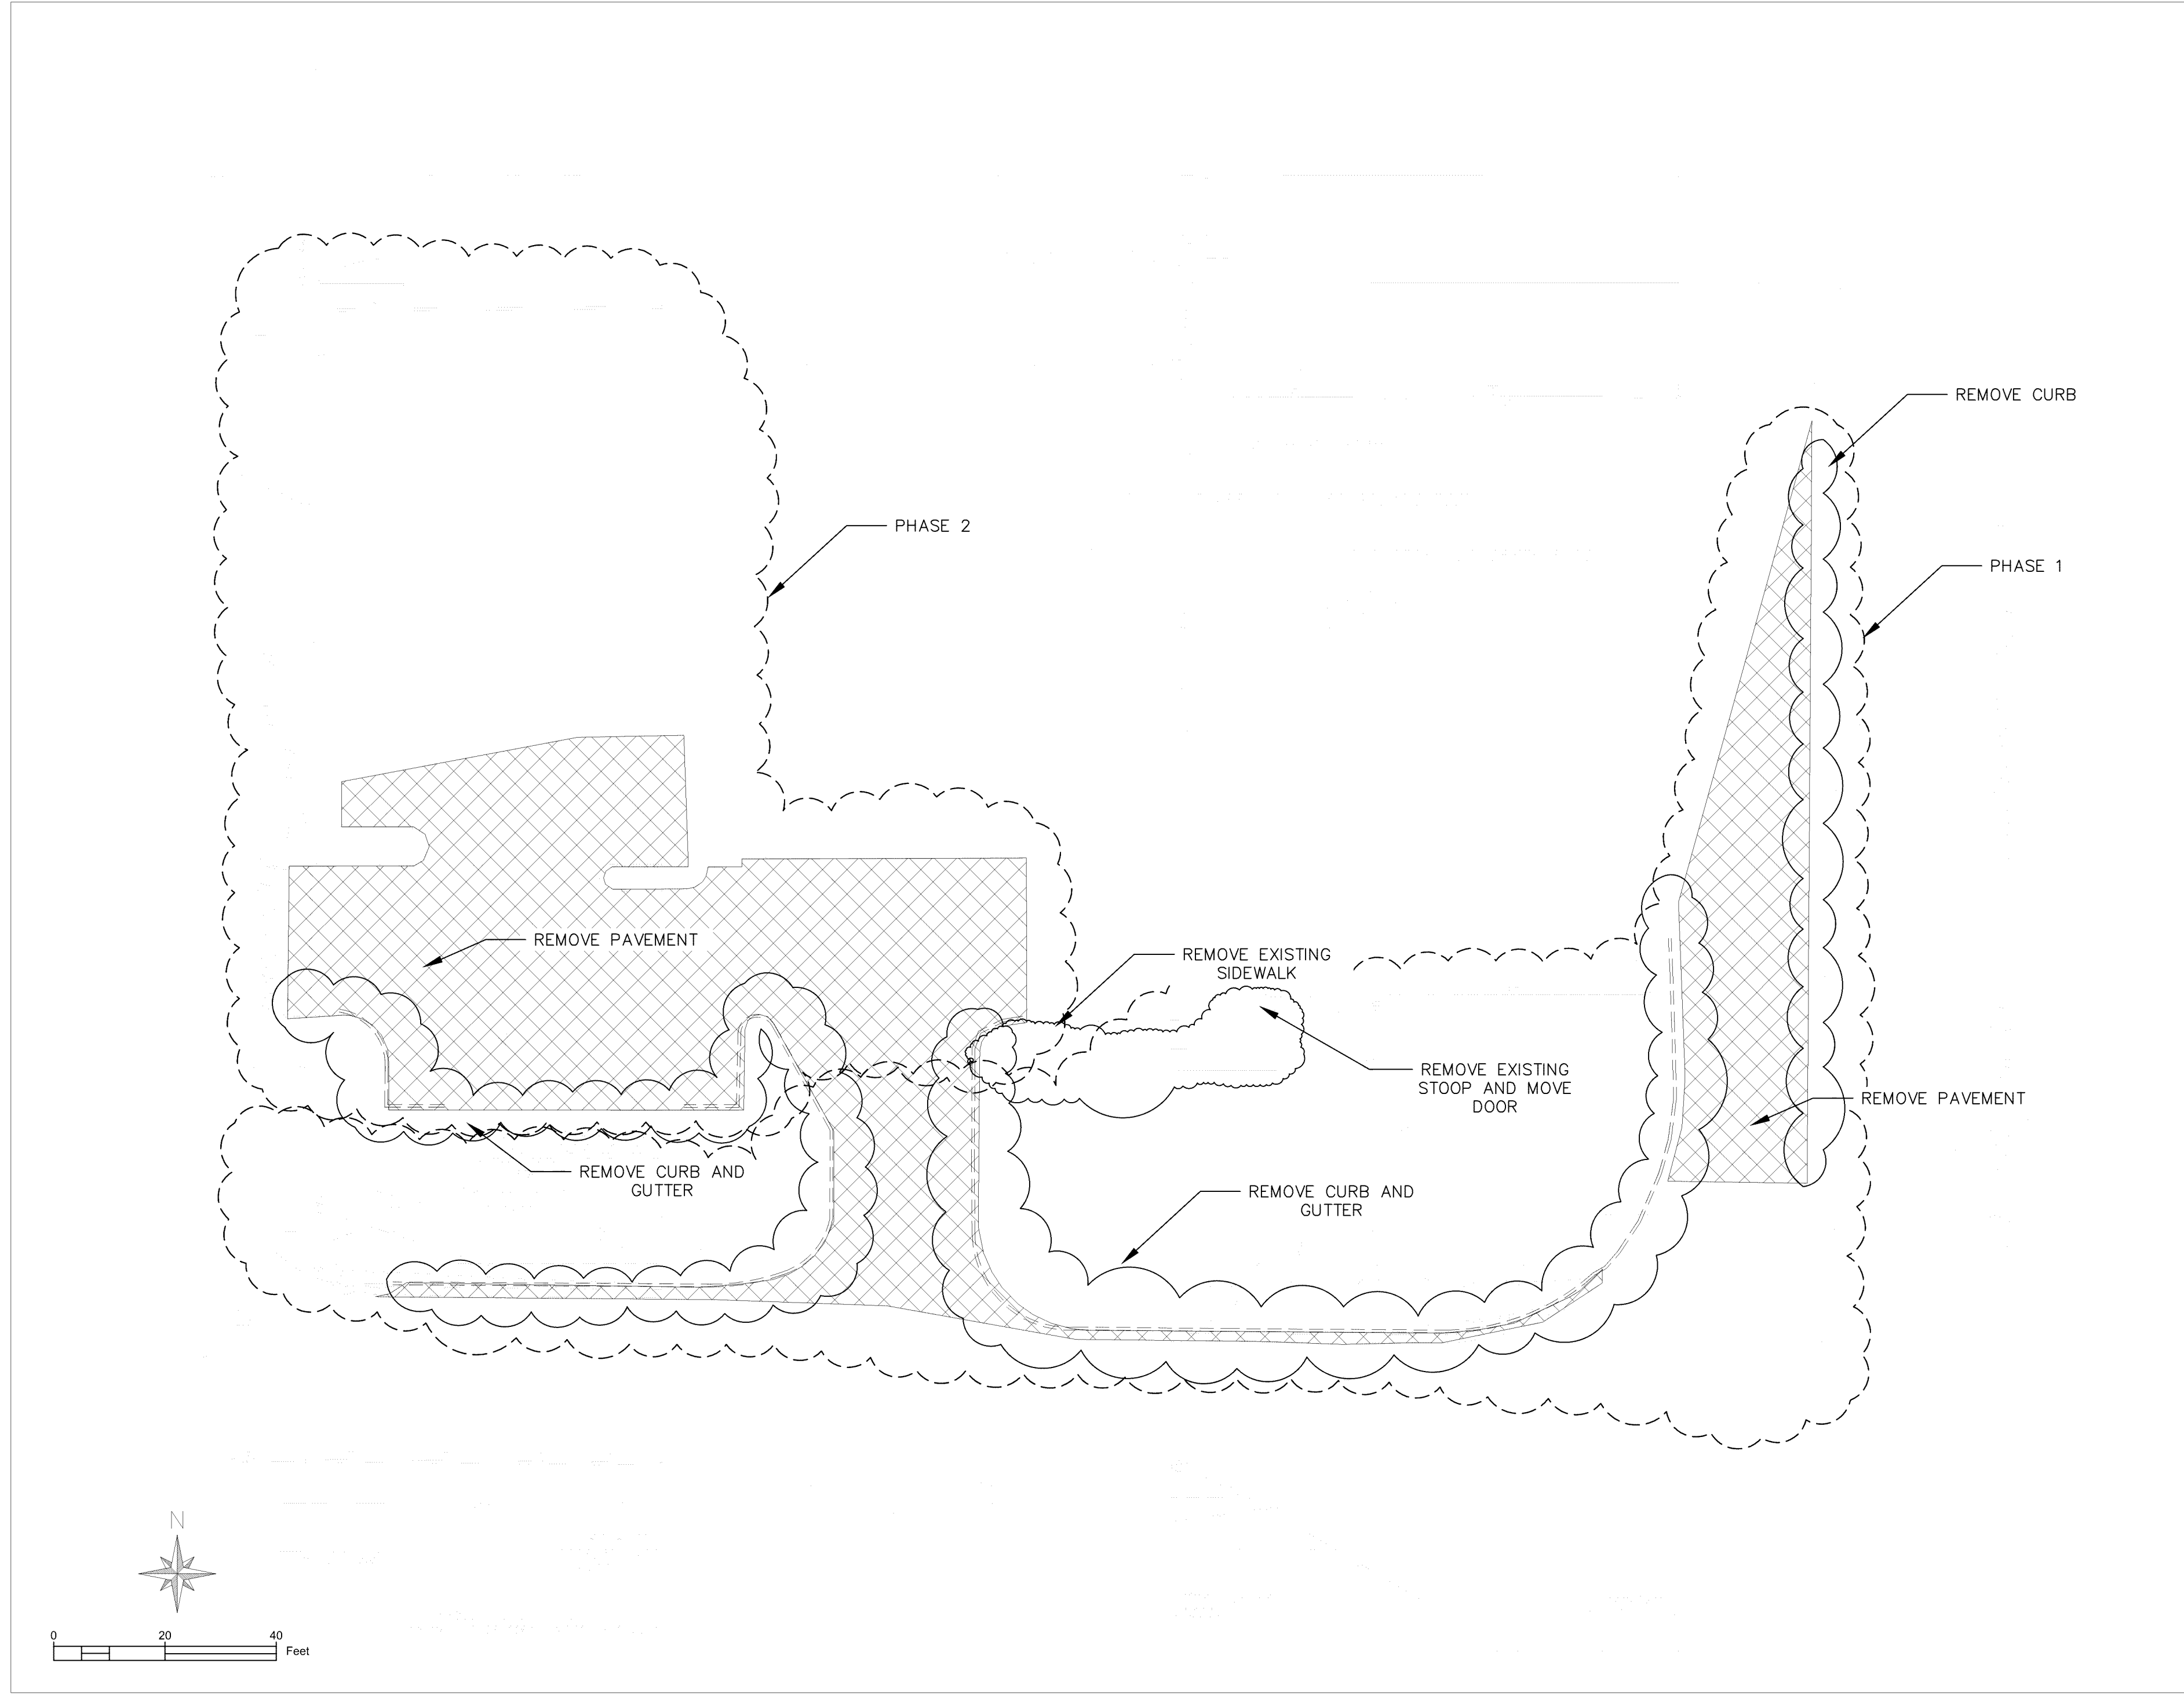 REMOVE CURB
PHASE 2
PHASE 1
REMOVE PAVEMENT
REMOVE EXISTING
SIDEWALK
REMOVE EXISTING
STOOP AND MOVE
DOOR
REMOVE PAVEMENT
REMOVE CURB AND
GUTTER
REMOVE CURB AND
GUTTER
N
0 20 40
Feet